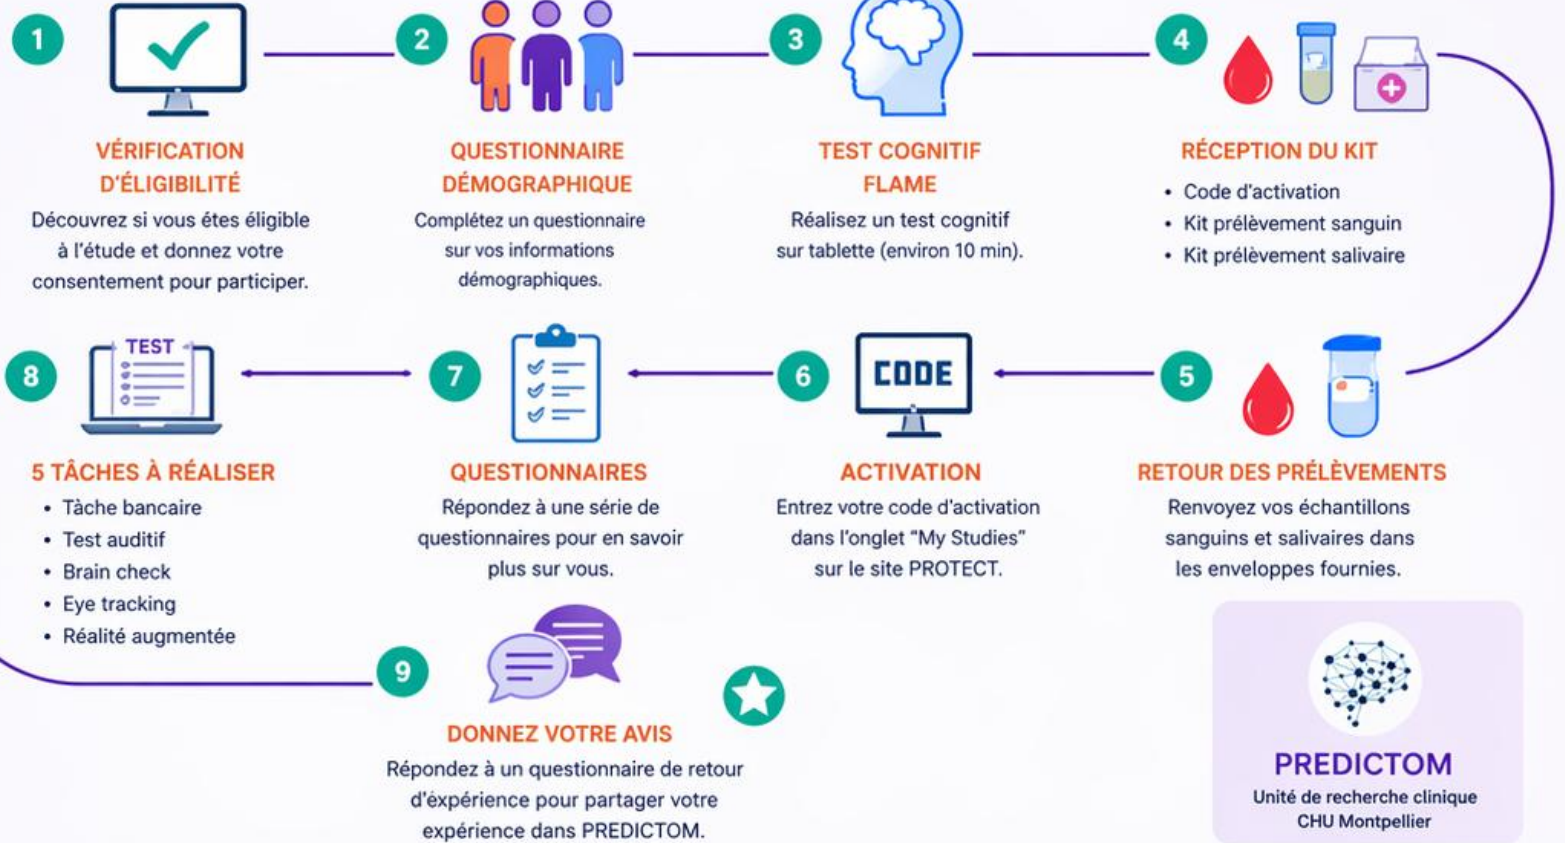 1
VÉRIFICATION
D'ÉLIGIBILITÉ
Découvrez si vous étes éligible
à l'étude et donnez votre
consentement pour participer.
2
QUESTIONNAIRE
DÉMOGRAPHIQUE
Complétez un questionnaire
sur vos informations
démographiques.
3
TEST COGNITIF
FLAME
Réalisez un test cognitif
sur tablette (environ 10 min).
4
RÉCEPTION DU KIT
• Code d'activation
• Kit prélèvement sanguin
• Kit prélèvement salivaire
5
RETOUR DES PRÉLÈVEMENTS
Renvoyez vos échantillons
sanguins et salivaires dans
les enveloppes fournies.
6
CODE
ACTIVATION
Entrez votre code d'activation
dans l'onglet “My Studies”
sur le site PROTECT.
7
QUESTIONNAIRES
Répondez à une série de
questionnaires pour en savoir
plus sur vous.
8
TEST
5 TÂCHES À RÉALISER
• Tàche bancaire
• Test auditif
• Brain check
• Eye tracking
• Réalité augmentée
9
DONNEZ VOTRE AVIS
Répondez à un questionnaire de retour
d'éxpérience pour partager votre
expérience dans PREDICTOM.
PREDICTOM
Unité de recherche clinique
CHU Montpellier